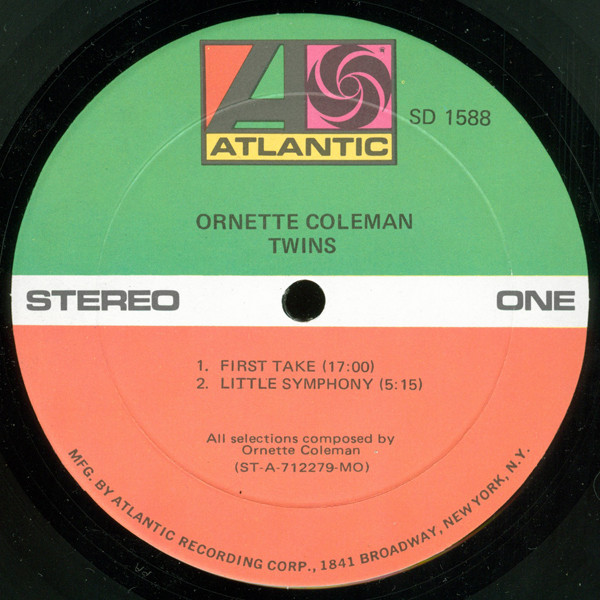 ATLANTIC
SD 1588
ORNETTE COLEMAN
TWINS
STEREO
ONE
1. FIRST TAKE (17:00)
2. LITTLE SYMPHONY (5:15)
All selections composed by
Ornette Coleman
(ST-A-712279-MO)
MFG. BY ATLANTIC RECORDING CORP., 1841 BROADWAY, NEW YORK, N.Y.